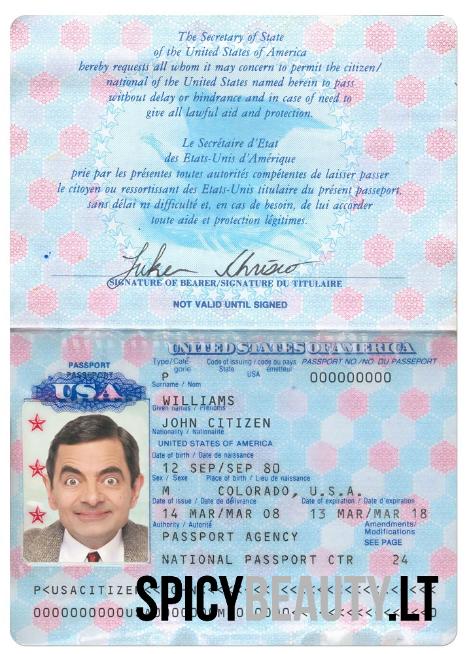 The Secretary of State
of the United States of America
hereby requests all whom it may concern to permit the citizen/
national of the United States named herein to pass
without delay or hindrance and in case of need to
give all lawful aid and protection.
Le Secrétaire d'Etat
des Etats-Unis d'Amérique
prie par les présentes toutes autorités compétentes de laisser passer
le citoyen ou ressortissant des Etats-Unis titulaire du présent passeport,
sans délai ni difficulté et, en cas de besoin, de lui accorder
toute aide et protection légitimes.
SIGNATURE OF BEARER/SIGNATURE DU TITULAIRE
NOT VALID UNTIL SIGNED
UNITED STATES OF AMERICA
PASSPORT
PASSEPORT
USA
Type/Caté-gorie Code of issuing / code du pays PASSPORT NO./NO. DU PASSEPORT
State USA émetteur
P 000000000
Surname / Nom
WILLIAMS
Given names / Prénoms
JOHN CITIZEN
Nationality / Nationalité
UNITED STATES OF AMERICA
Date of birth / Date de naissance
12 SEP/SEP 80
Sex / Sexe Place of birth / Lieu de naissance
M COLORADO, U.S.A.
Date of issue / Date de délivrance Date of expiration / Date d'expiration
14 MAR/MAR 08 13 MAR/MAR 18
Authority / Autorité Amendments/
Modifications
PASSPORT AGENCY SEE PAGE
NATIONAL PASSPORT CTR 24
P<USACITIZEN
SPICYBEAUTY.LT